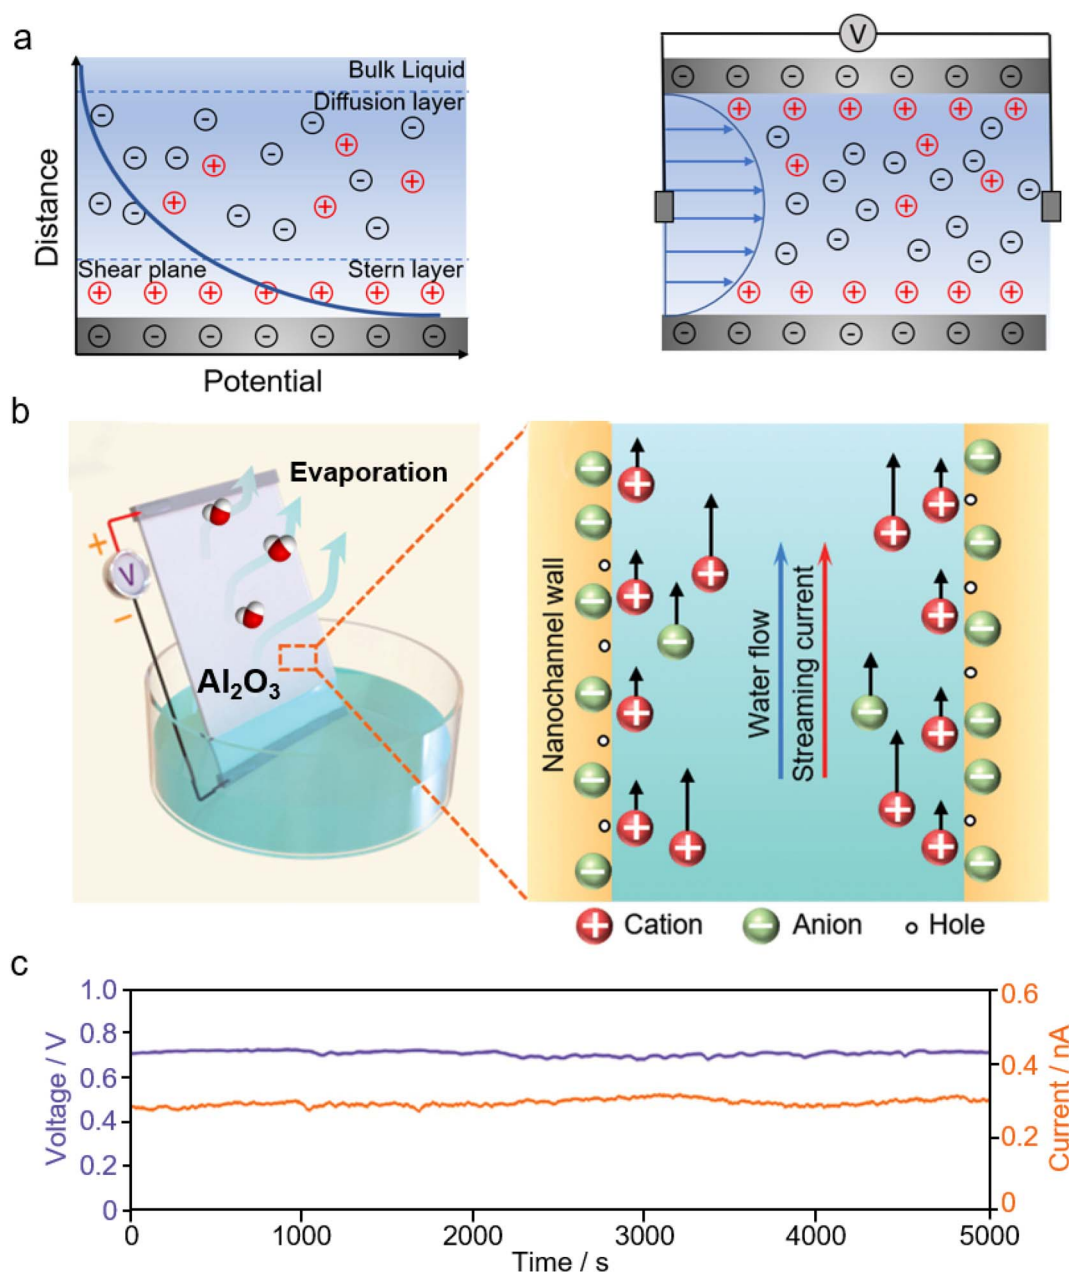 a
Bulk Liquid
Diffusion layer
Shear plane
Stern layer
Distance
Potential
V
b
Evaporation
+
V
−
Al₂O₃
Nanochannel wall
Water flow
Streaming current
Cation
Anion
Hole
c
Voltage / V
1.0
0.8
0.6
0.4
0.2
0
0.6
0.4
0.2
0
Current / nA
0 1000 2000 3000 4000 5000
Time / s